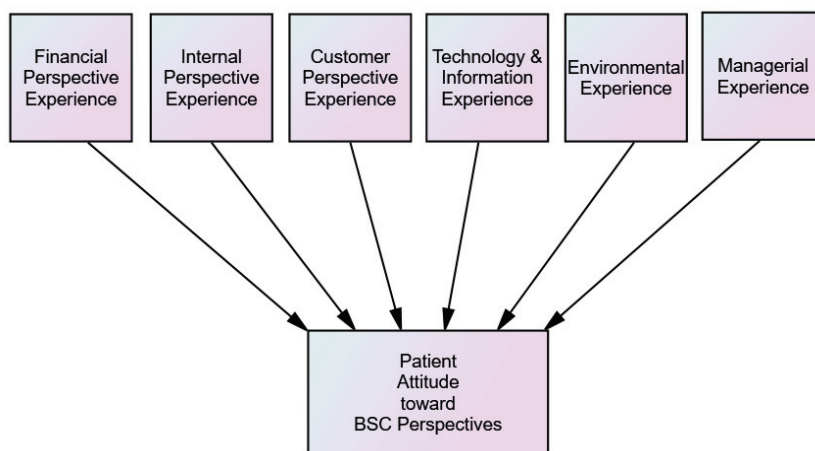 Financial
Perspective
Experience
Internal
Perspective
Experience
Customer
Perspective
Experience
Technology &
Information
Experience
Environmental
Experience
Managerial
Experience
Patient
Attitude
toward
BSC Perspectives